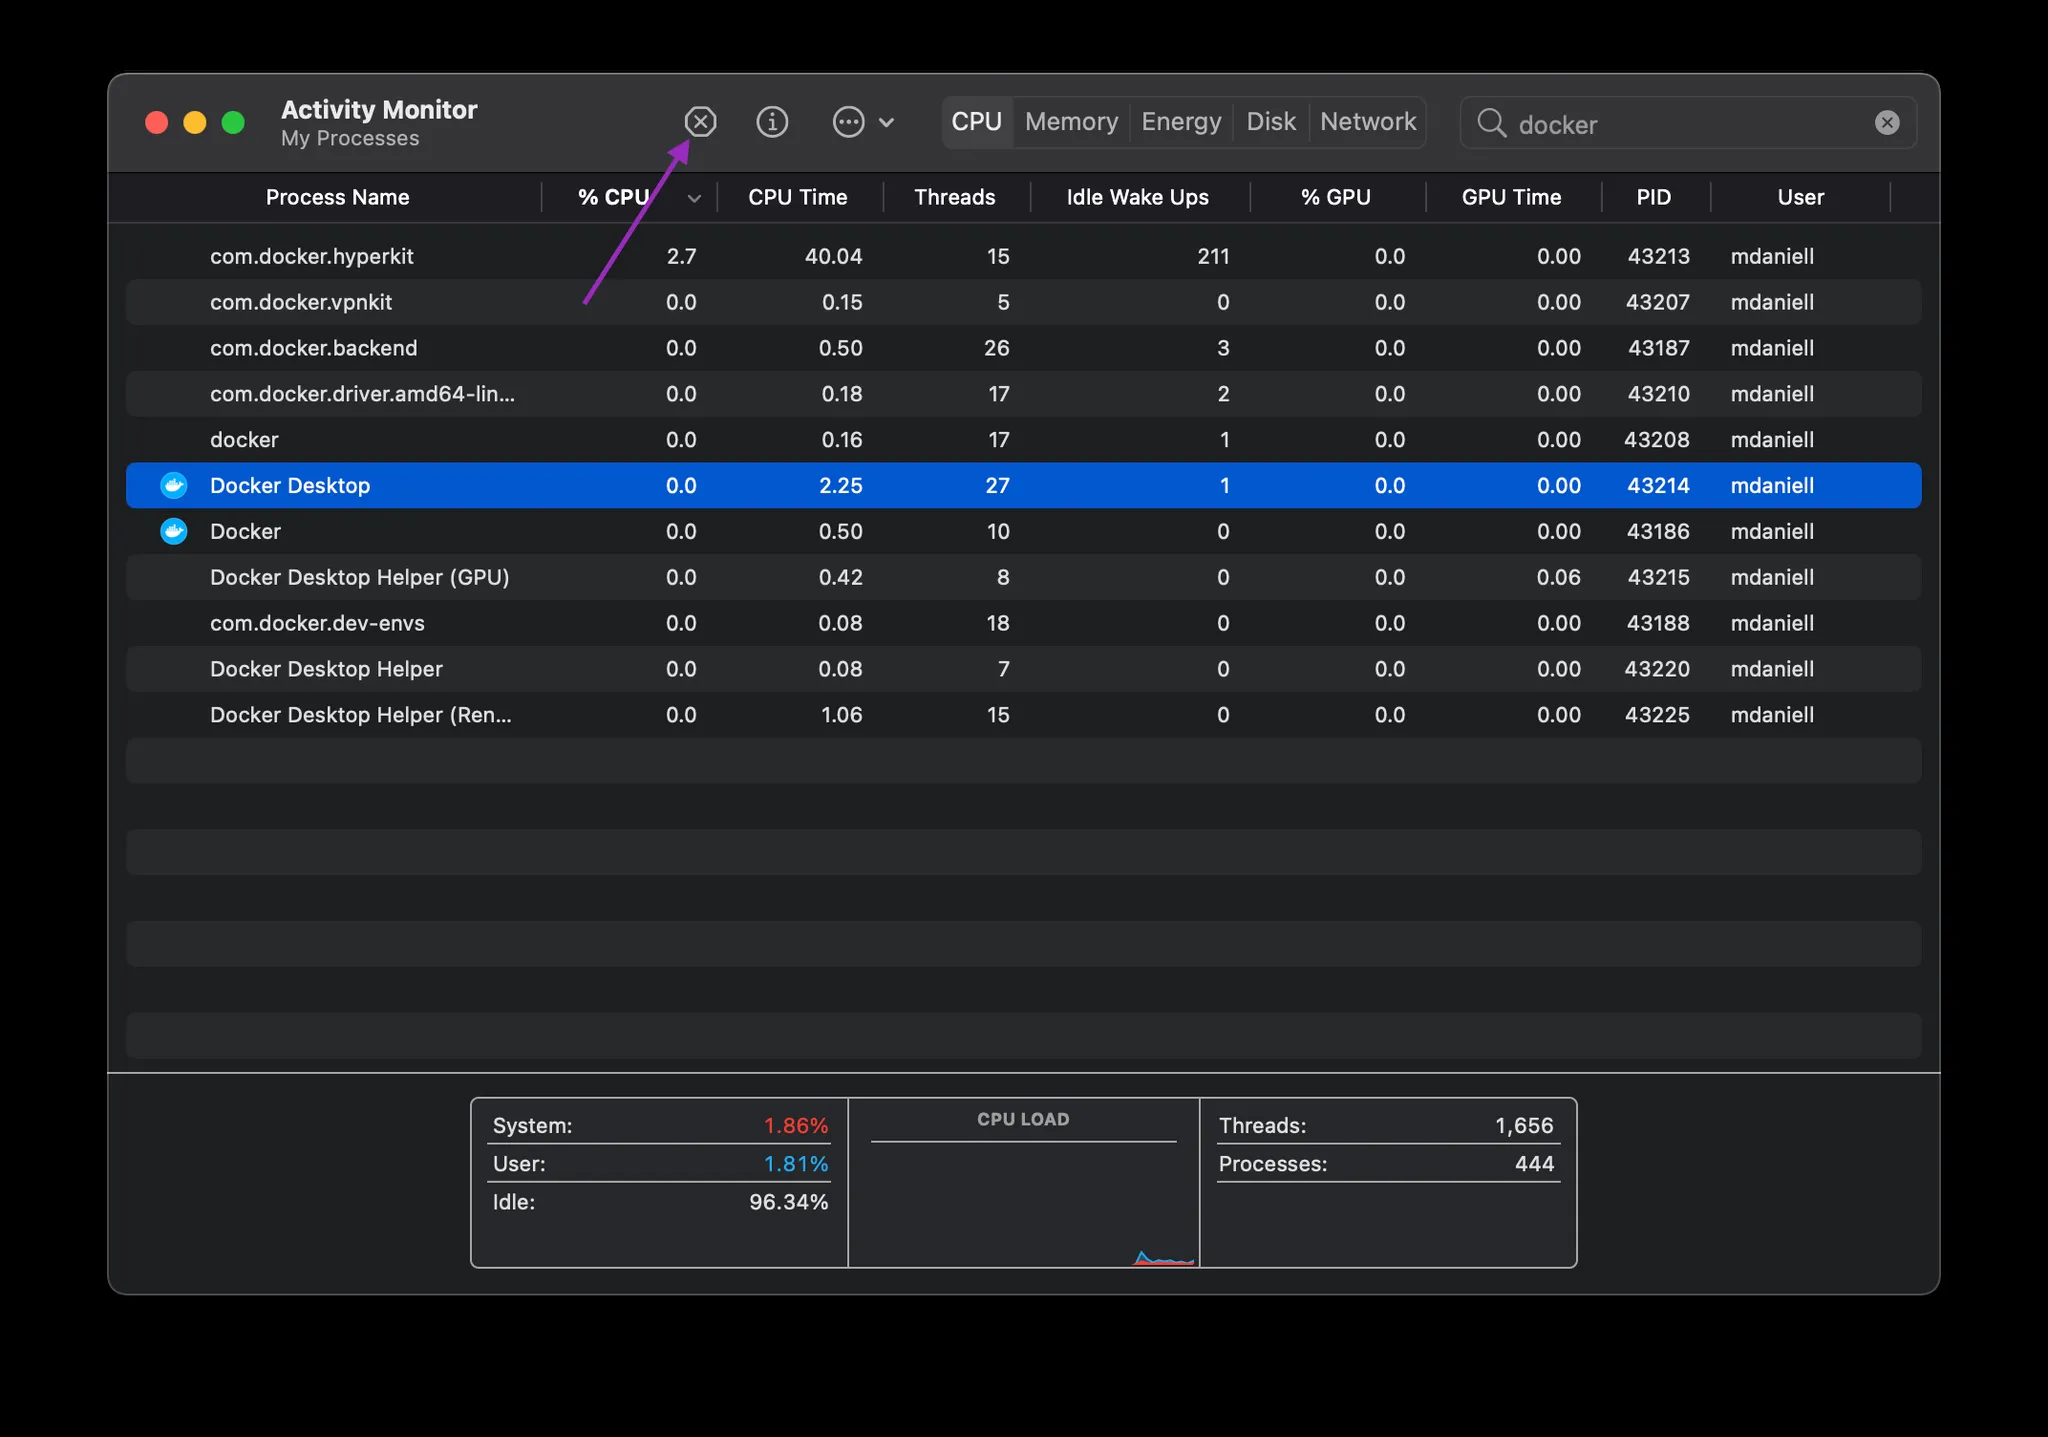 Activity Monitor
My Processes
CPU Memory Energy Disk Network
docker
Process Name % CPU CPU Time Threads Idle Wake Ups % GPU GPU Time PID User
com.docker.hyperkit 2.7 40.04 15 211 0.0 0.00 43213 mdaniell
com.docker.vpnkit 0.0 0.15 5 0 0.0 0.00 43207 mdaniell
com.docker.backend 0.0 0.50 26 3 0.0 0.00 43187 mdaniell
com.docker.driver.amd64-lin... 0.0 0.18 17 2 0.0 0.00 43210 mdaniell
docker 0.0 0.16 17 1 0.0 0.00 43208 mdaniell
Docker Desktop 0.0 2.25 27 1 0.0 0.00 43214 mdaniell
Docker 0.0 0.50 10 0 0.0 0.00 43186 mdaniell
Docker Desktop Helper (GPU) 0.0 0.42 8 0 0.0 0.06 43215 mdaniell
com.docker.dev-envs 0.0 0.08 18 0 0.0 0.00 43188 mdaniell
Docker Desktop Helper 0.0 0.08 7 0 0.0 0.00 43220 mdaniell
Docker Desktop Helper (Ren... 0.0 1.06 15 0 0.0 0.00 43225 mdaniell
System: 1.86%
User: 1.81%
Idle: 96.34%
CPU LOAD
Threads: 1,656
Processes: 444